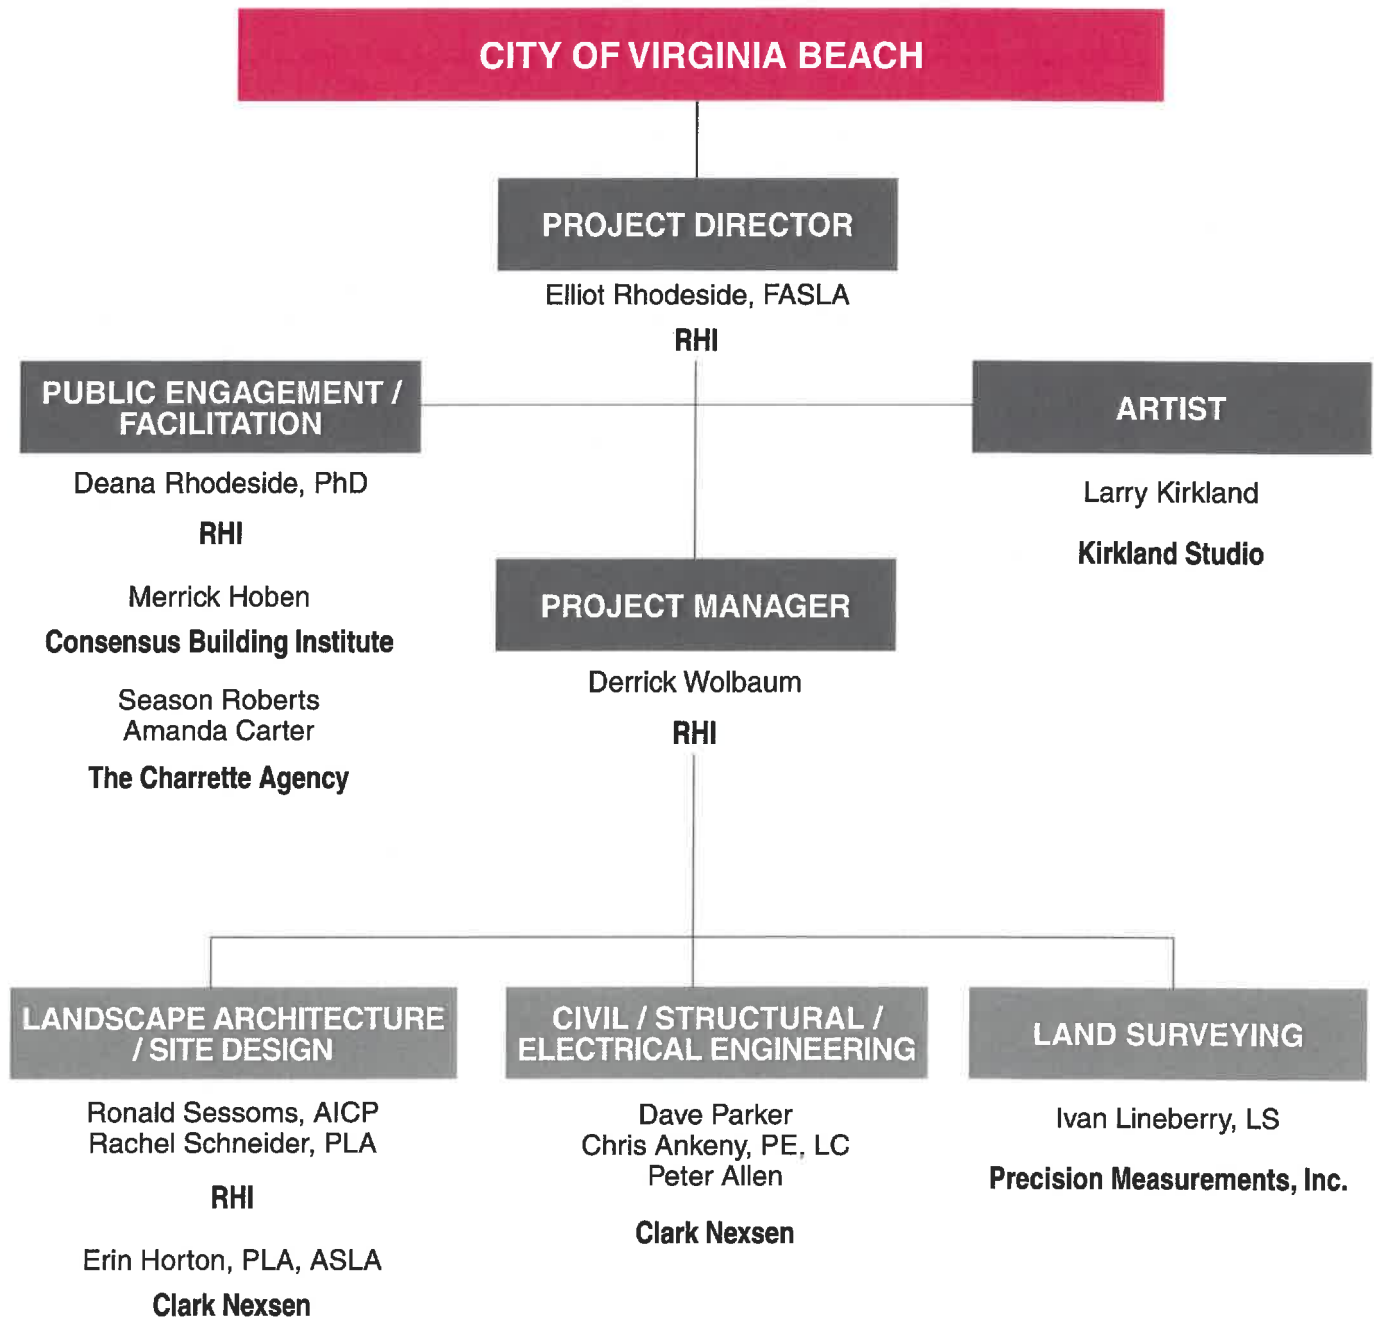 CITY OF VIRGINIA BEACH
PROJECT DIRECTOR
Elliot Rhodeside, FASLA
RHI
PUBLIC ENGAGEMENT /
FACILITATION
Deana Rhodeside, PhD
RHI
Merrick Hoben
Consensus Building Institute
Season Roberts
Amanda Carter
The Charrette Agency
ARTIST
Larry Kirkland
Kirkland Studio
PROJECT MANAGER
Derrick Wolbaum
RHI
LANDSCAPE ARCHITECTURE
/ SITE DESIGN
Ronald Sessoms, AICP
Rachel Schneider, PLA
RHI
Erin Horton, PLA, ASLA
Clark Nexsen
CIVIL / STRUCTURAL /
ELECTRICAL ENGINEERING
Dave Parker
Chris Ankeny, PE, LC
Peter Allen
Clark Nexsen
LAND SURVEYING
Ivan Lineberry, LS
Precision Measurements, Inc.